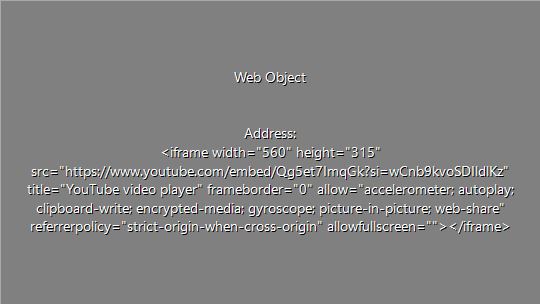 Web Object
Address:
<iframe width="560" height="315"
src="https://www.youtube.com/embed/Qg5et7ImqGk?si=wCnb9kvoSDIldlKz"
title="YouTube video player" frameborder="0" allow="accelerometer; autoplay;
clipboard-write; encrypted-media; gyroscope; picture-in-picture; web-share"
referrerpolicy="strict-origin-when-cross-origin" allowfullscreen=""></iframe>